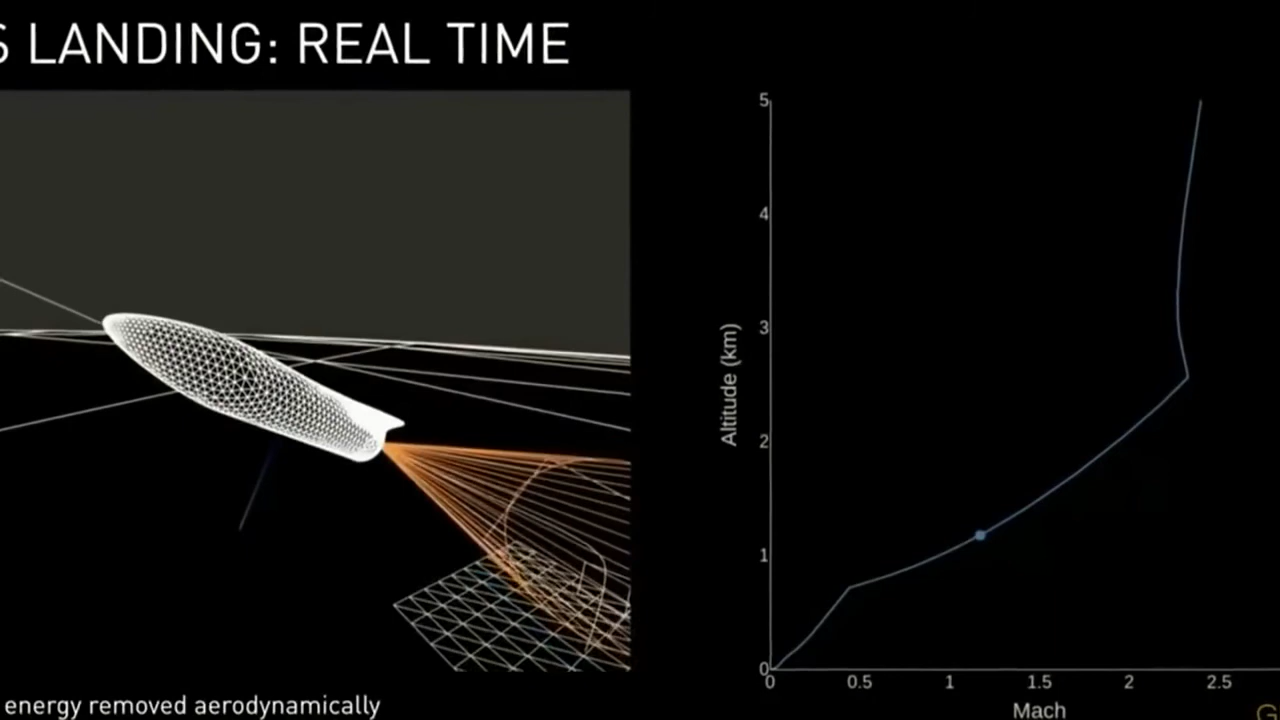 S LANDING: REAL TIME
5
4
3
2
1
0
Altitude (km)
0 0.5 1 1.5 2 2.5
Mach
energy removed aerodynamically
G